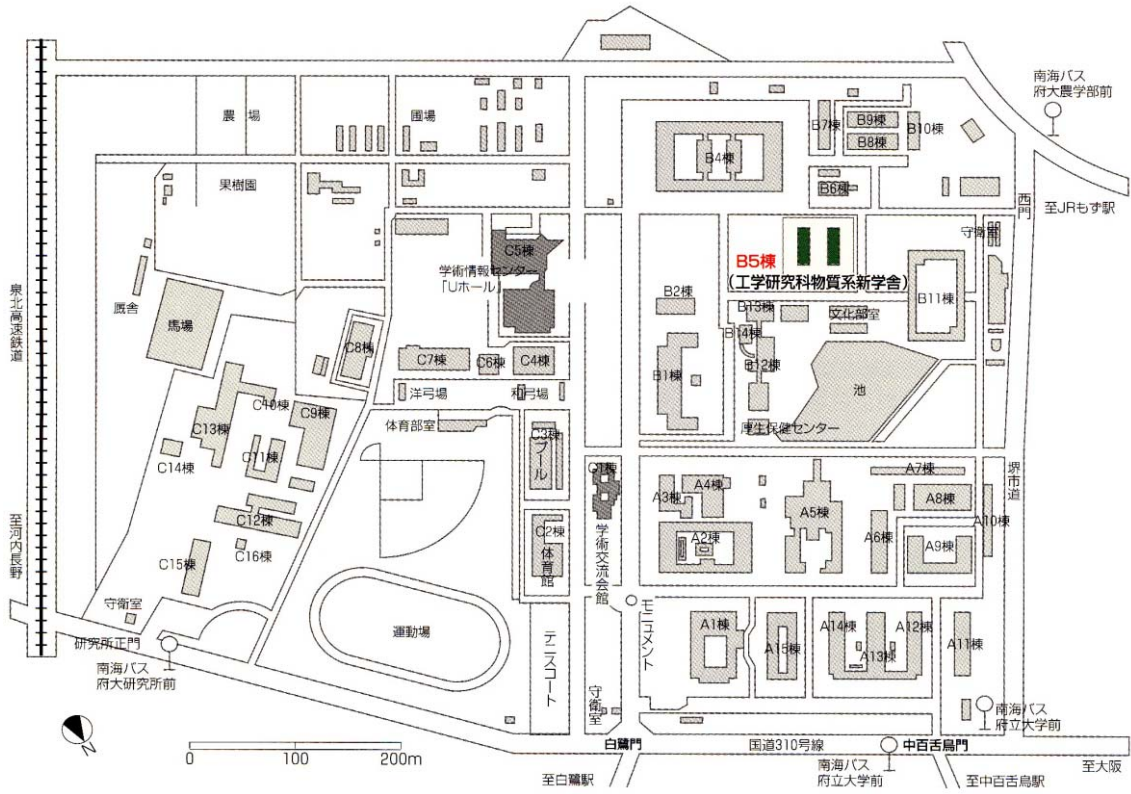 南海バス
府大農学部前
農 場
圃場
B7棟
B9棟
B10棟
B8棟
B4棟
果樹園
B6棟
西門
至JRもず駅
守衛室
C5棟
学術情報センター
「Uホール」
B5棟
(工学研究科物質系新学舎)
B11棟
泉北高速鉄道
厩舎
馬場
B2棟
B13棟
文化部室
B14棟
C8棟
C7棟
C6棟
C4棟
B1棟
B12棟
池
洋弓場
和弓場
C10棟
C9棟
体育部室
厚生保健センター
C13棟
C3棟
プール
C11棟
C14棟
C1棟
A7棟
堺市道
A3棟
A4棟
A8棟
A10棟
A5棟
C12棟
C2棟
体育館
学術交流会館
A2棟
A6棟
A9棟
C16棟
C15棟
至河内長野
守衛室
モニュメント
研究所正門
運動場
テニスコート
A1棟
A15棟
A14棟
A12棟
A13棟
A11棟
南海バス
府大研究所前
守衛室
南海バス
府立大学前
N
0 100 200m
白鷺門
国道310号線
中百舌鳥門
至白鷺駅
南海バス
府立大学前
至中百舌鳥駅
至大阪